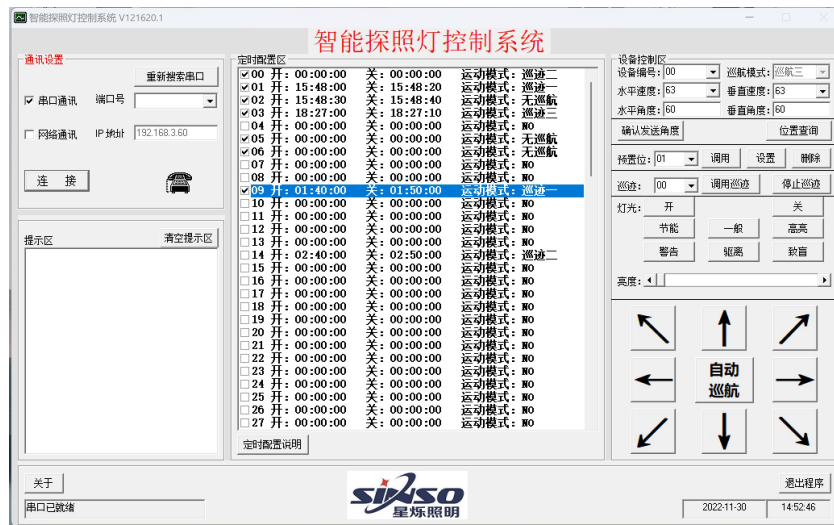 智能探照灯控制系统 V121620.1
智能探照灯控制系统
通讯设置
重新搜索串口
串口通讯 端口号
网络通讯 IP地址 192.168.3.60
连 接
提示区 清空提示区
定时配置区
00 开: 00:00:00 关: 00:00:00 运动模式: 巡迹二
01 开: 15:48:00 关: 15:48:20 运动模式: 巡迹一
02 开: 15:48:30 关: 15:48:40 运动模式: 无巡航
03 开: 18:27:00 关: 18:27:10 运动模式: 巡迹三
04 开: 00:00:00 关: 00:00:00 运动模式: NO
05 开: 00:00:00 关: 00:00:00 运动模式: 无巡航
06 开: 00:00:00 关: 00:00:00 运动模式: 无巡航
07 开: 00:00:00 关: 00:00:00 运动模式: NO
08 开: 00:00:00 关: 00:00:00 运动模式: NO
09 开: 01:40:00 关: 01:50:00 运动模式: 巡迹一
10 开: 00:00:00 关: 00:00:00 运动模式: NO
11 开: 00:00:00 关: 00:00:00 运动模式: NO
12 开: 00:00:00 关: 00:00:00 运动模式: NO
13 开: 00:00:00 关: 00:00:00 运动模式: NO
14 开: 02:40:00 关: 02:50:00 运动模式: 巡迹二
15 开: 00:00:00 关: 00:00:00 运动模式: NO
16 开: 00:00:00 关: 00:00:00 运动模式: NO
17 开: 00:00:00 关: 00:00:00 运动模式: NO
18 开: 00:00:00 关: 00:00:00 运动模式: NO
19 开: 00:00:00 关: 00:00:00 运动模式: NO
20 开: 00:00:00 关: 00:00:00 运动模式: NO
21 开: 00:00:00 关: 00:00:00 运动模式: NO
22 开: 00:00:00 关: 00:00:00 运动模式: NO
23 开: 00:00:00 关: 00:00:00 运动模式: NO
24 开: 00:00:00 关: 00:00:00 运动模式: NO
25 开: 00:00:00 关: 00:00:00 运动模式: NO
26 开: 00:00:00 关: 00:00:00 运动模式: NO
27 开: 00:00:00 关: 00:00:00 运动模式: NO
定时配置说明
设备控制区
设备编号: 00 巡航模式: 巡航三
水平速度: 63 垂直速度: 63
水平角度: 60 垂直角度: 60
确认发送角度 位置查询
预置位: 01 调用 设置 删除
巡迹: 00 调用巡迹 停止巡迹
灯光: 开 关
节能 一般 高亮
警告 驱离 致盲
亮度:
自动
巡航
关于
串口已就绪
SINSO
星烁照明
退出程序
2022-11-30 14:52:46